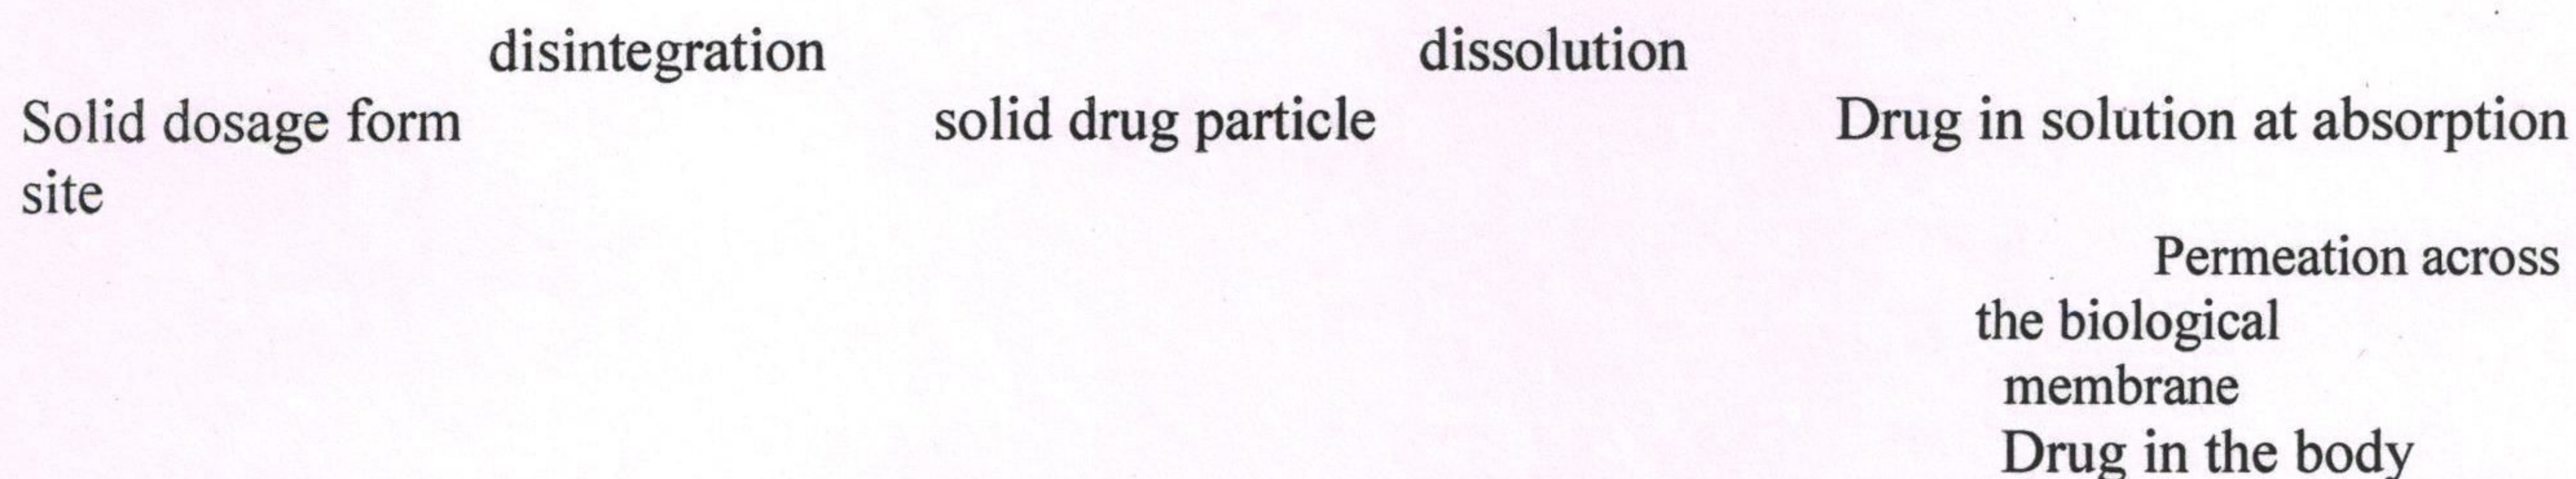 disintegration dissolution
Solid dosage form solid drug particle Drug in solution at absorption
site
Permeation across
the biological
membrane
Drug in the body